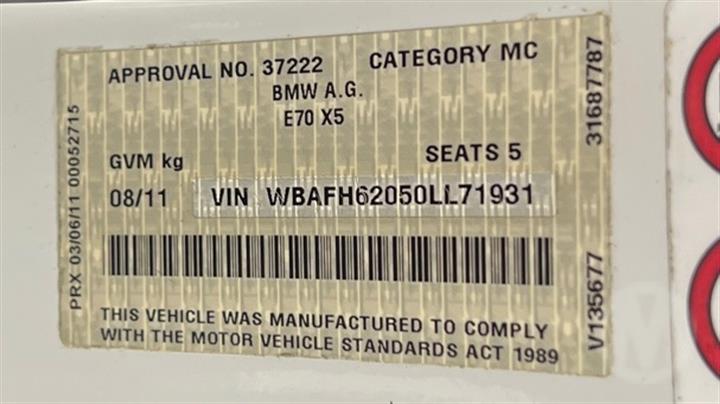 APPROVAL NO. 37222 CATEGORY MC
BMW A.G.
E70 X5
GVM kg SEATS 5
08/11 VIN WBAFH62050LL71931
THIS VEHICLE WAS MANUFACTURED TO COMPLY
WITH THE MOTOR VEHICLE STANDARDS ACT 1989
PRX 03/06/11 00052715
31687787
V135677